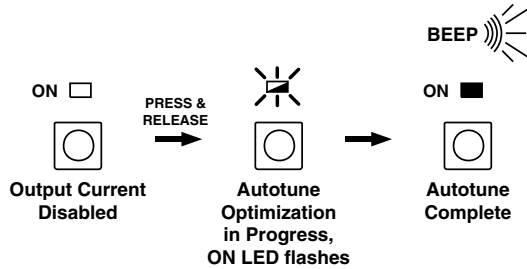 BEEP
ON
ON
PRESS &
RELEASE
Output Current
Disabled
Autotune
Optimization
in Progress,
ON LED flashes
Autotune
Complete